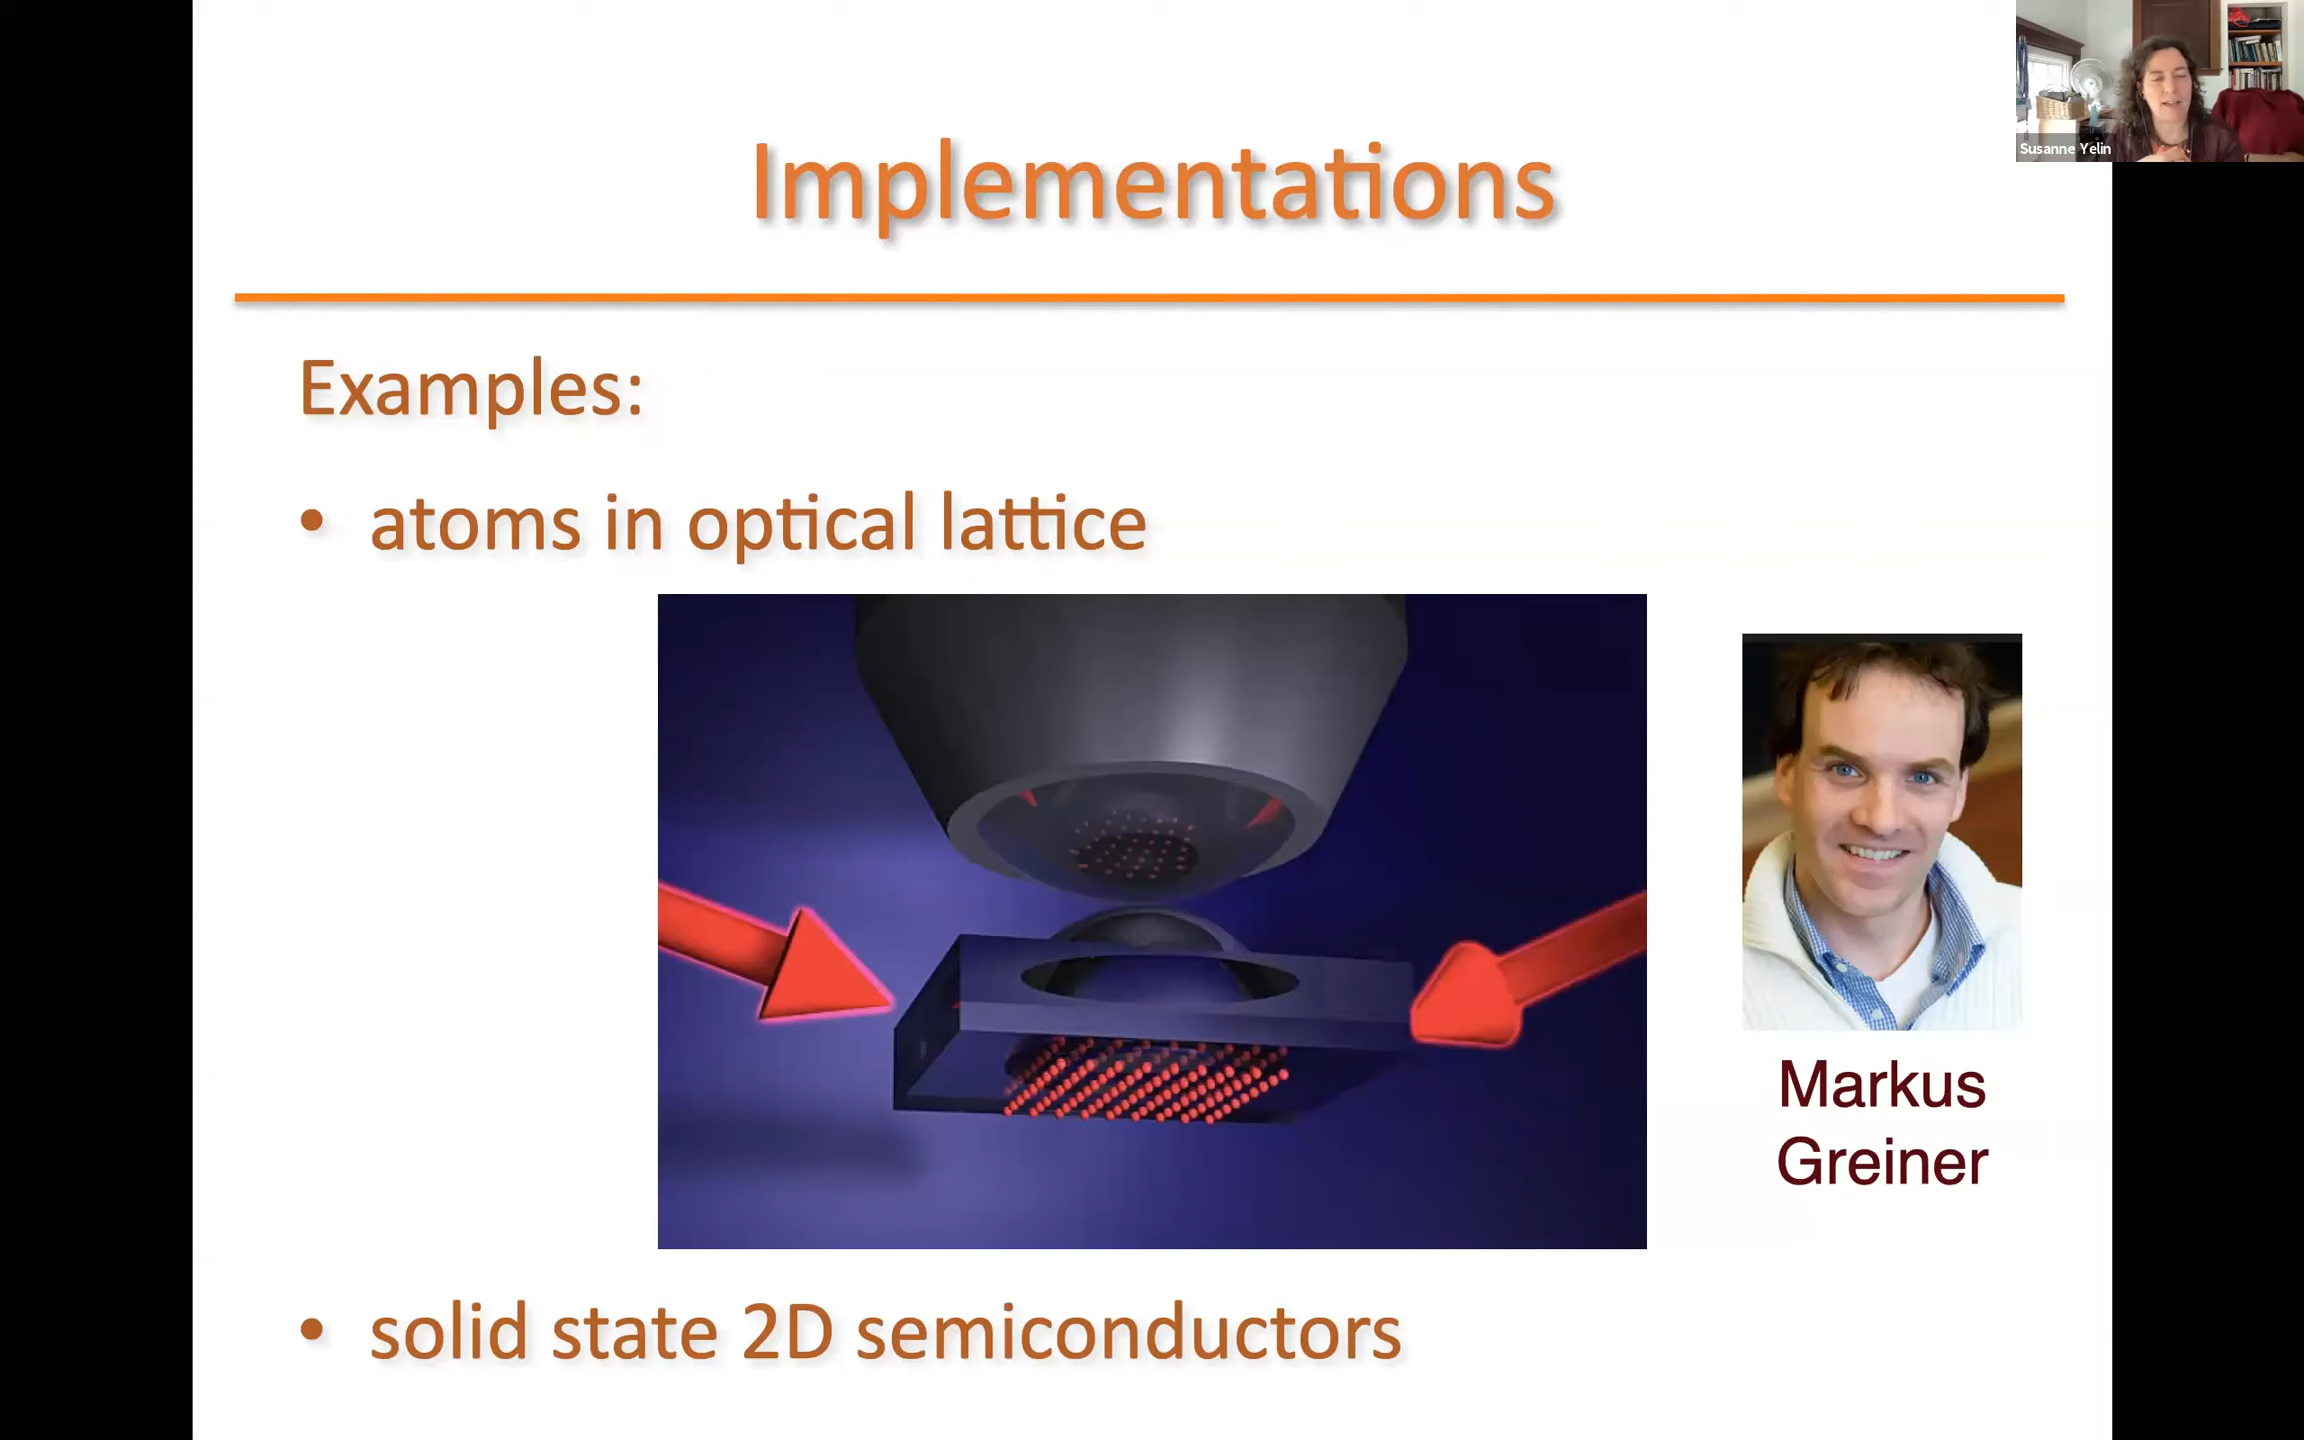 Susanne Yelin
Implementations
Examples:
• atoms in optical lattice
Markus
Greiner
• solid state 2D semiconductors